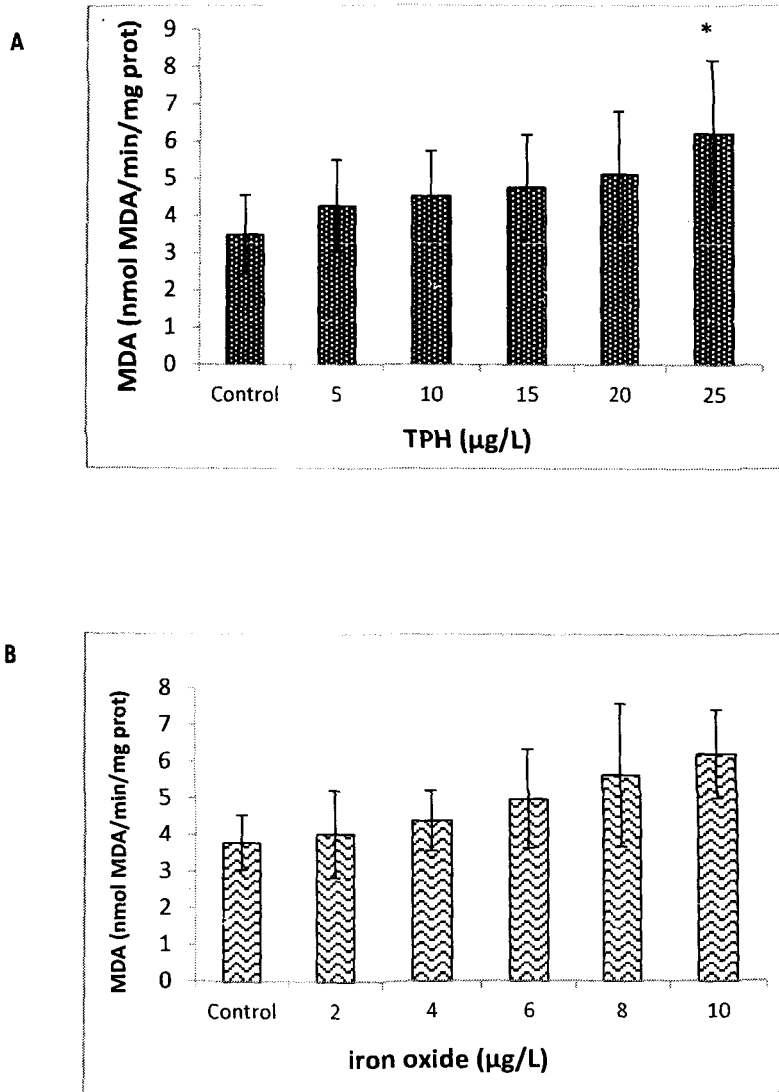 A
*
9
8
7
6
5
4
3
2
1
0
MDA (nmol MDA/min/mg prot)
Control 5 10 15 20 25
TPH (µg/L)
B
8
7
6
5
4
3
2
1
0
MDA (nmol MDA/min/mg prot)
Control 2 4 6 8 10
iron oxide (µg/L)